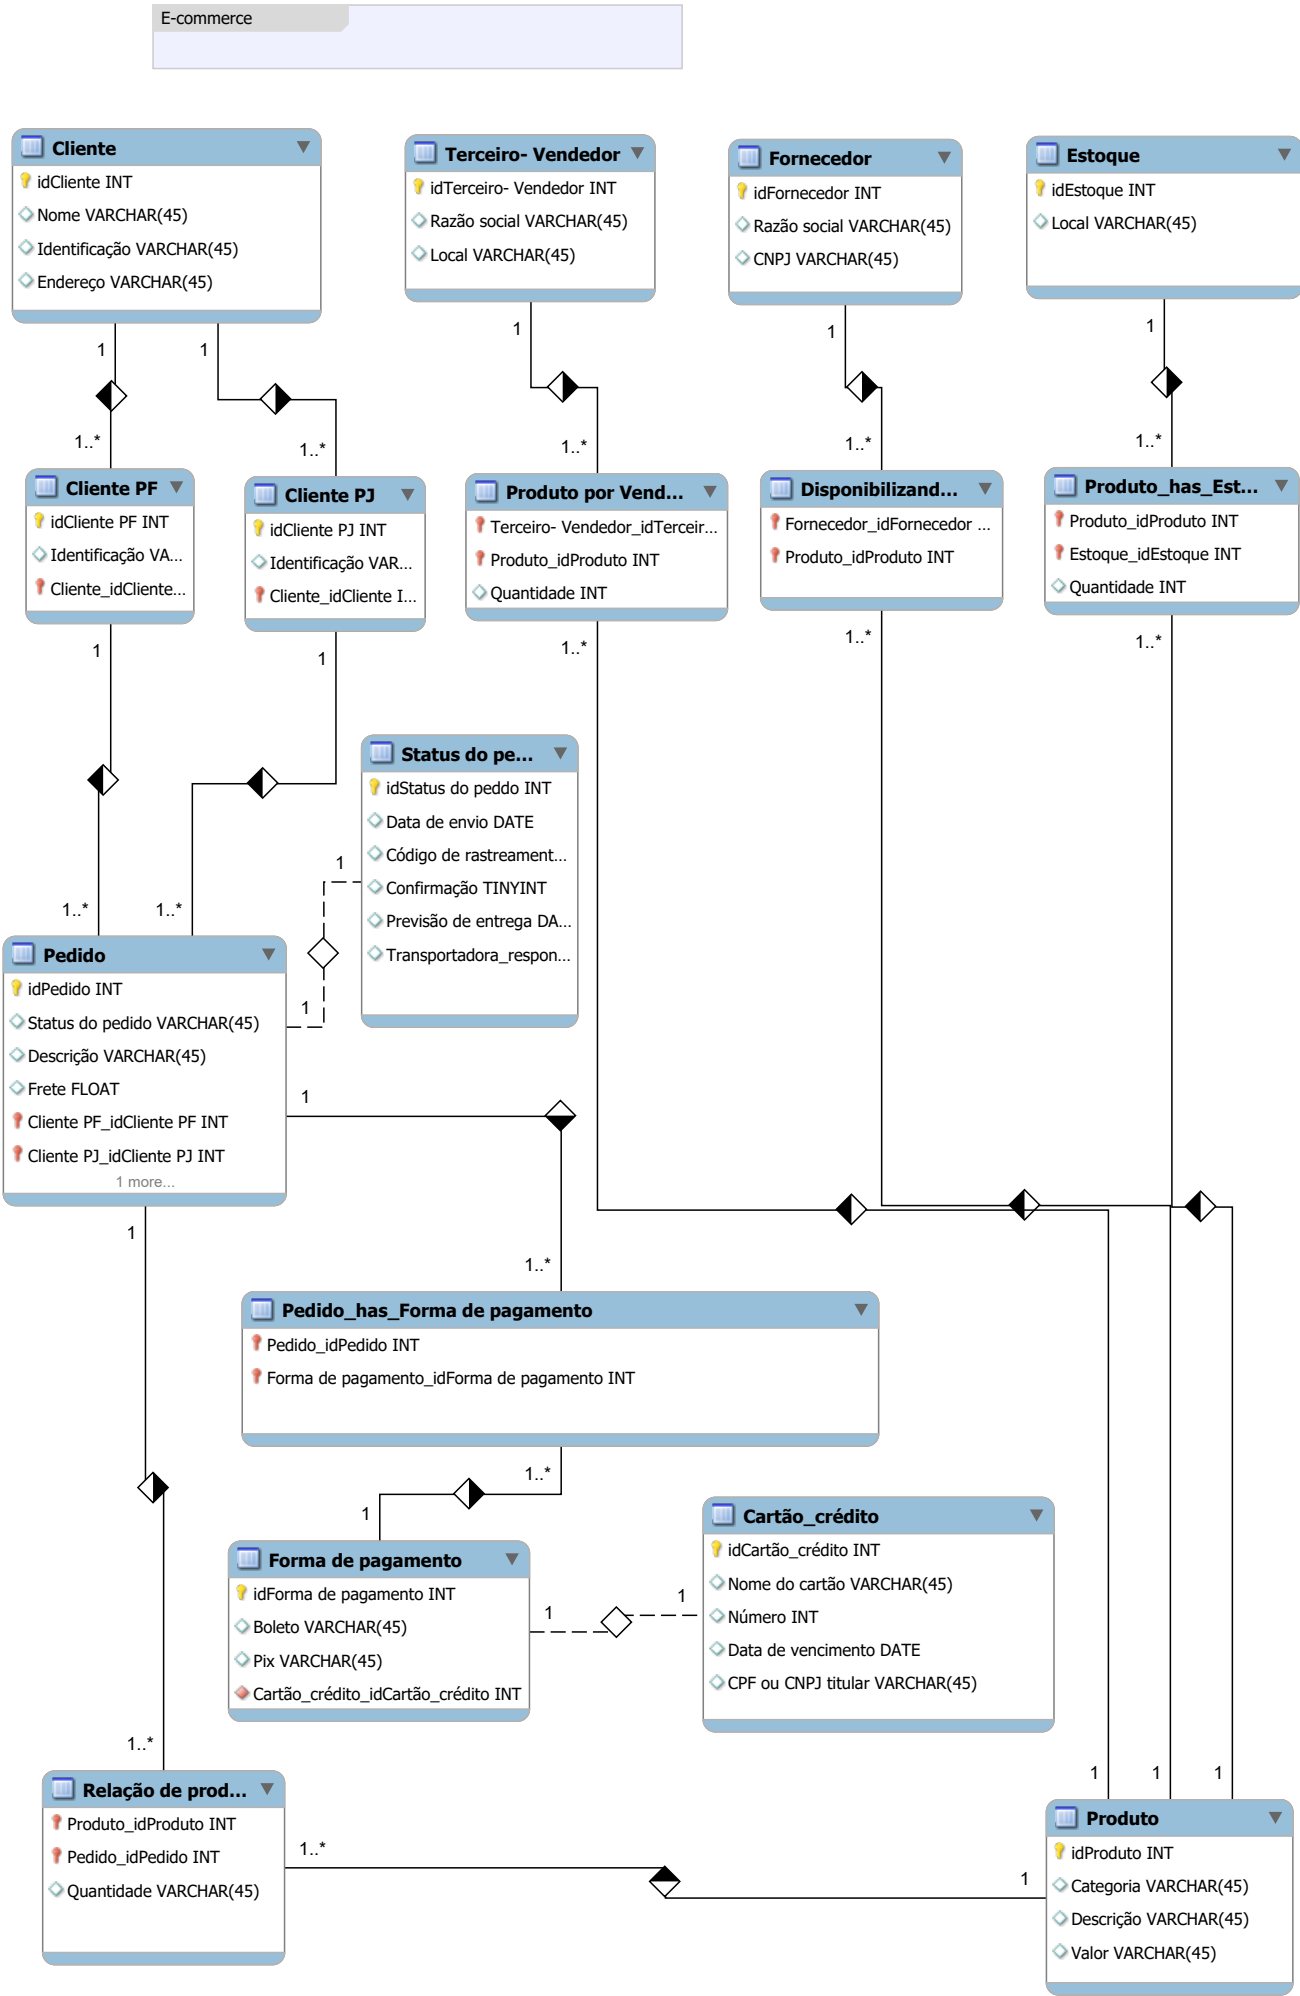 E-commerce
Cliente
idCliente INT
Nome VARCHAR(45)
Identificação VARCHAR(45)
Endereço VARCHAR(45)
Terceiro- Vendedor
idTerceiro- Vendedor INT
Razão social VARCHAR(45)
Local VARCHAR(45)
Fornecedor
idFornecedor INT
Razão social VARCHAR(45)
CNPJ VARCHAR(45)
Estoque
idEstoque INT
Local VARCHAR(45)
1
1
1
1
1
1..*
1..*
1..*
1..*
1..*
Cliente PF
idCliente PF INT
Identificação VA...
Cliente_idCliente...
Cliente PJ
idCliente PJ INT
Identificação VAR...
Cliente_idCliente I...
Produto por Vend...
Terceiro- Vendedor_idTerceir...
Produto_idProduto INT
Quantidade INT
Disponibilizand...
Fornecedor_idFornecedor ...
Produto_idProduto INT
Produto_has_Est...
Produto_idProduto INT
Estoque_idEstoque INT
Quantidade INT
1
1
1..*
1..*
1..*
Status do pe...
idStatus do peddo INT
Data de envio DATE
Código de rastreament...
Confirmação TINYINT
Previsão de entrega DA...
Transportadora_respon...
1
1..*
1..*
Pedido
idPedido INT
Status do pedido VARCHAR(45)
Descrição VARCHAR(45)
Frete FLOAT
Cliente PF_idCliente PF INT
Cliente PJ_idCliente PJ INT
1 more...
1
1
1
1..*
Pedido_has_Forma de pagamento
Pedido_idPedido INT
Forma de pagamento_idForma de pagamento INT
1..*
1
Forma de pagamento
idForma de pagamento INT
Boleto VARCHAR(45)
Pix VARCHAR(45)
Cartão_crédito_idCartão_crédito INT
1
1
Cartão_crédito
idCartão_crédito INT
Nome do cartão VARCHAR(45)
Número INT
Data de vencimento DATE
CPF ou CNPJ titular VARCHAR(45)
1..*
Relação de prod...
Produto_idProduto INT
Pedido_idPedido INT
Quantidade VARCHAR(45)
1..*
1
1
1
1
Produto
idProduto INT
Categoria VARCHAR(45)
Descrição VARCHAR(45)
Valor VARCHAR(45)